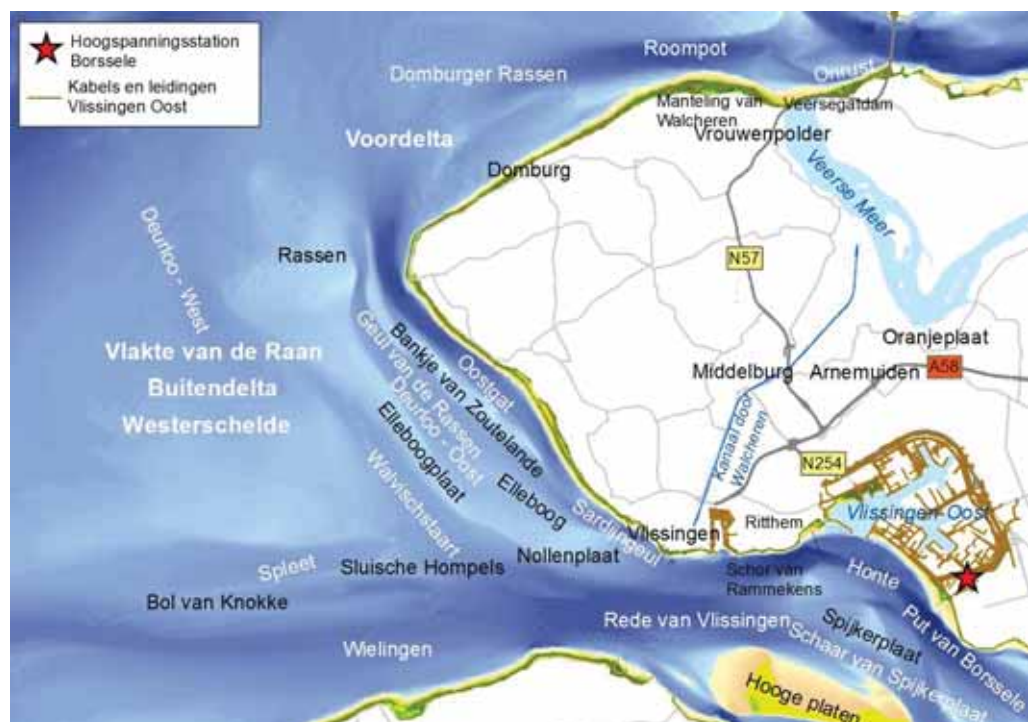 Hoogspanningsstation
Borssele
Kabels en leidingen
Vlissingen Oost
Roompot
Domburger Rassen
Onrust
Manteling van
Walcheren
Veersegatdam
Vrouwenpolder
Voordelta
Domburg
Veerse Meer
Deurloo - West
Rassen
N57
Vlakte van de Raan
Buitendelta
Westerschelde
Geul van de Rassen
Bankje van Zoutelande
Oostgat
Deurloo - Oost
Elleboogplaat
Oranjeplaat
Middelburg
Arnemuiden
A58
Kanaal door
Walcheren
N254
Walvischstaart
Elleboog
Sardijngeul
Vlissingen
Ritthem
Vlissingen Oost
Spleet
Sluische Hompels
Nollenplaat
Schor van
Rammekens
Honte
Bol van Knokke
Rede van Vlissingen
Spijkerplaat
Put van Borssele
Wielingen
Schaar van Spijkerplaat
Hooge platen